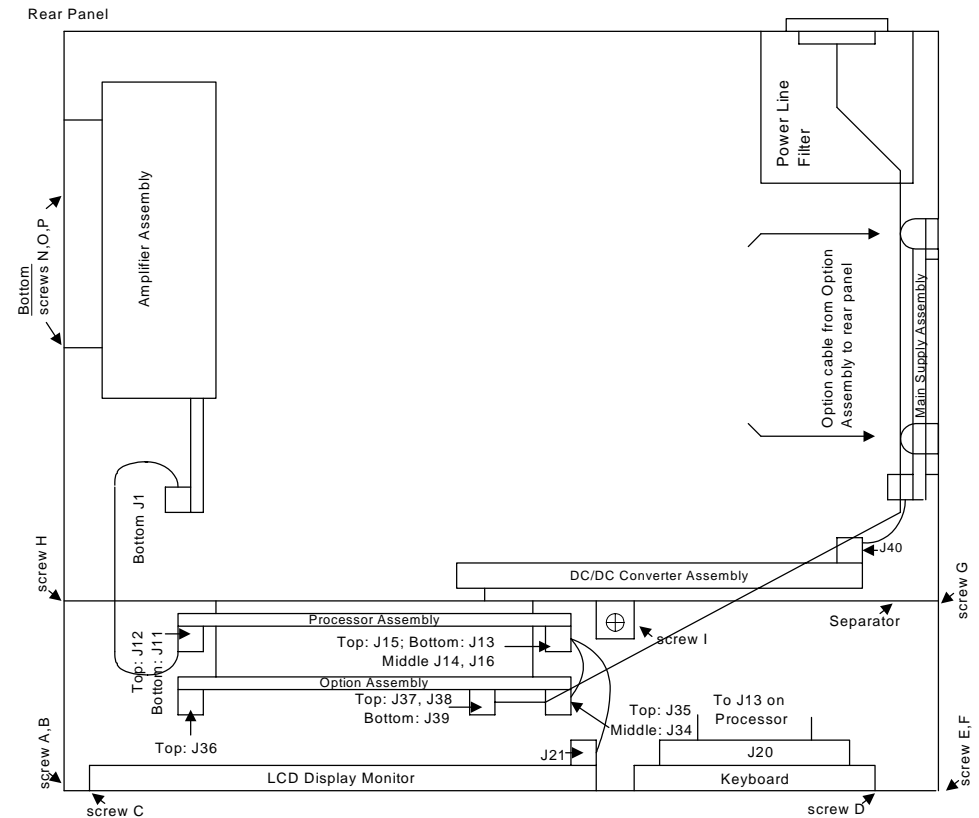 Rear Panel
Power Line
Filter
Amplifier Assembly
Bottom
screws N,O,P
Option cable from Option
Assembly to rear panel
Main Supply Assembly
Bottom J1
screw H
J40
DC/DC Converter Assembly
screw G
Separator
Processor Assembly
screw I
Top: J12
Bottom: J11
Top: J15; Bottom: J13
Middle J14, J16
Option Assembly
Top: J37, J38
Bottom: J39
Top: J35
Middle: J34
To J13 on
Processor
Top: J36
J21
J20
screw A,B
LCD Display Monitor
Keyboard
screw E,F
screw C
screw D